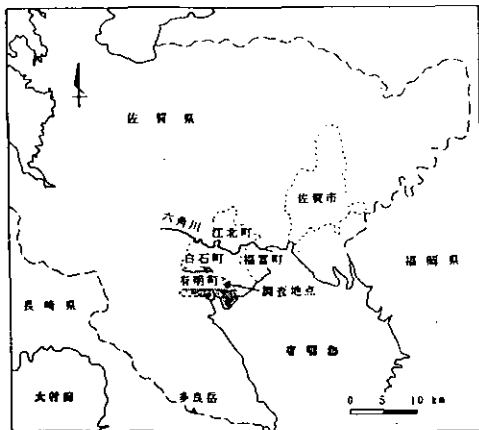 佐賀県
佐賀市
六角川
江北町
白石町
福富町
福岡県
有明町
調査地点
長崎県
有明海
大村湾
多良岳
0 5 10 km